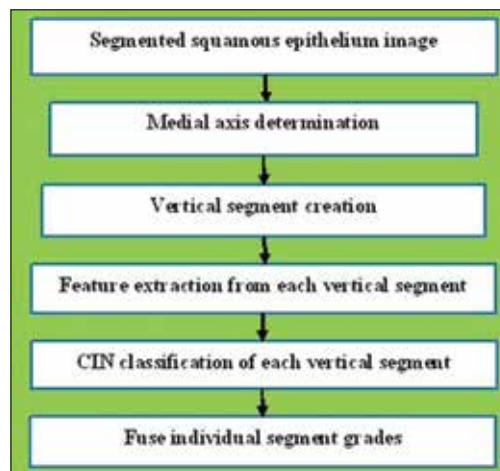 Segmented squamous epithelium image
Medial axis determination
Vertical segment creation
Feature extraction from each vertical segment
CIN classification of each vertical segment
Fuse individual segment grades